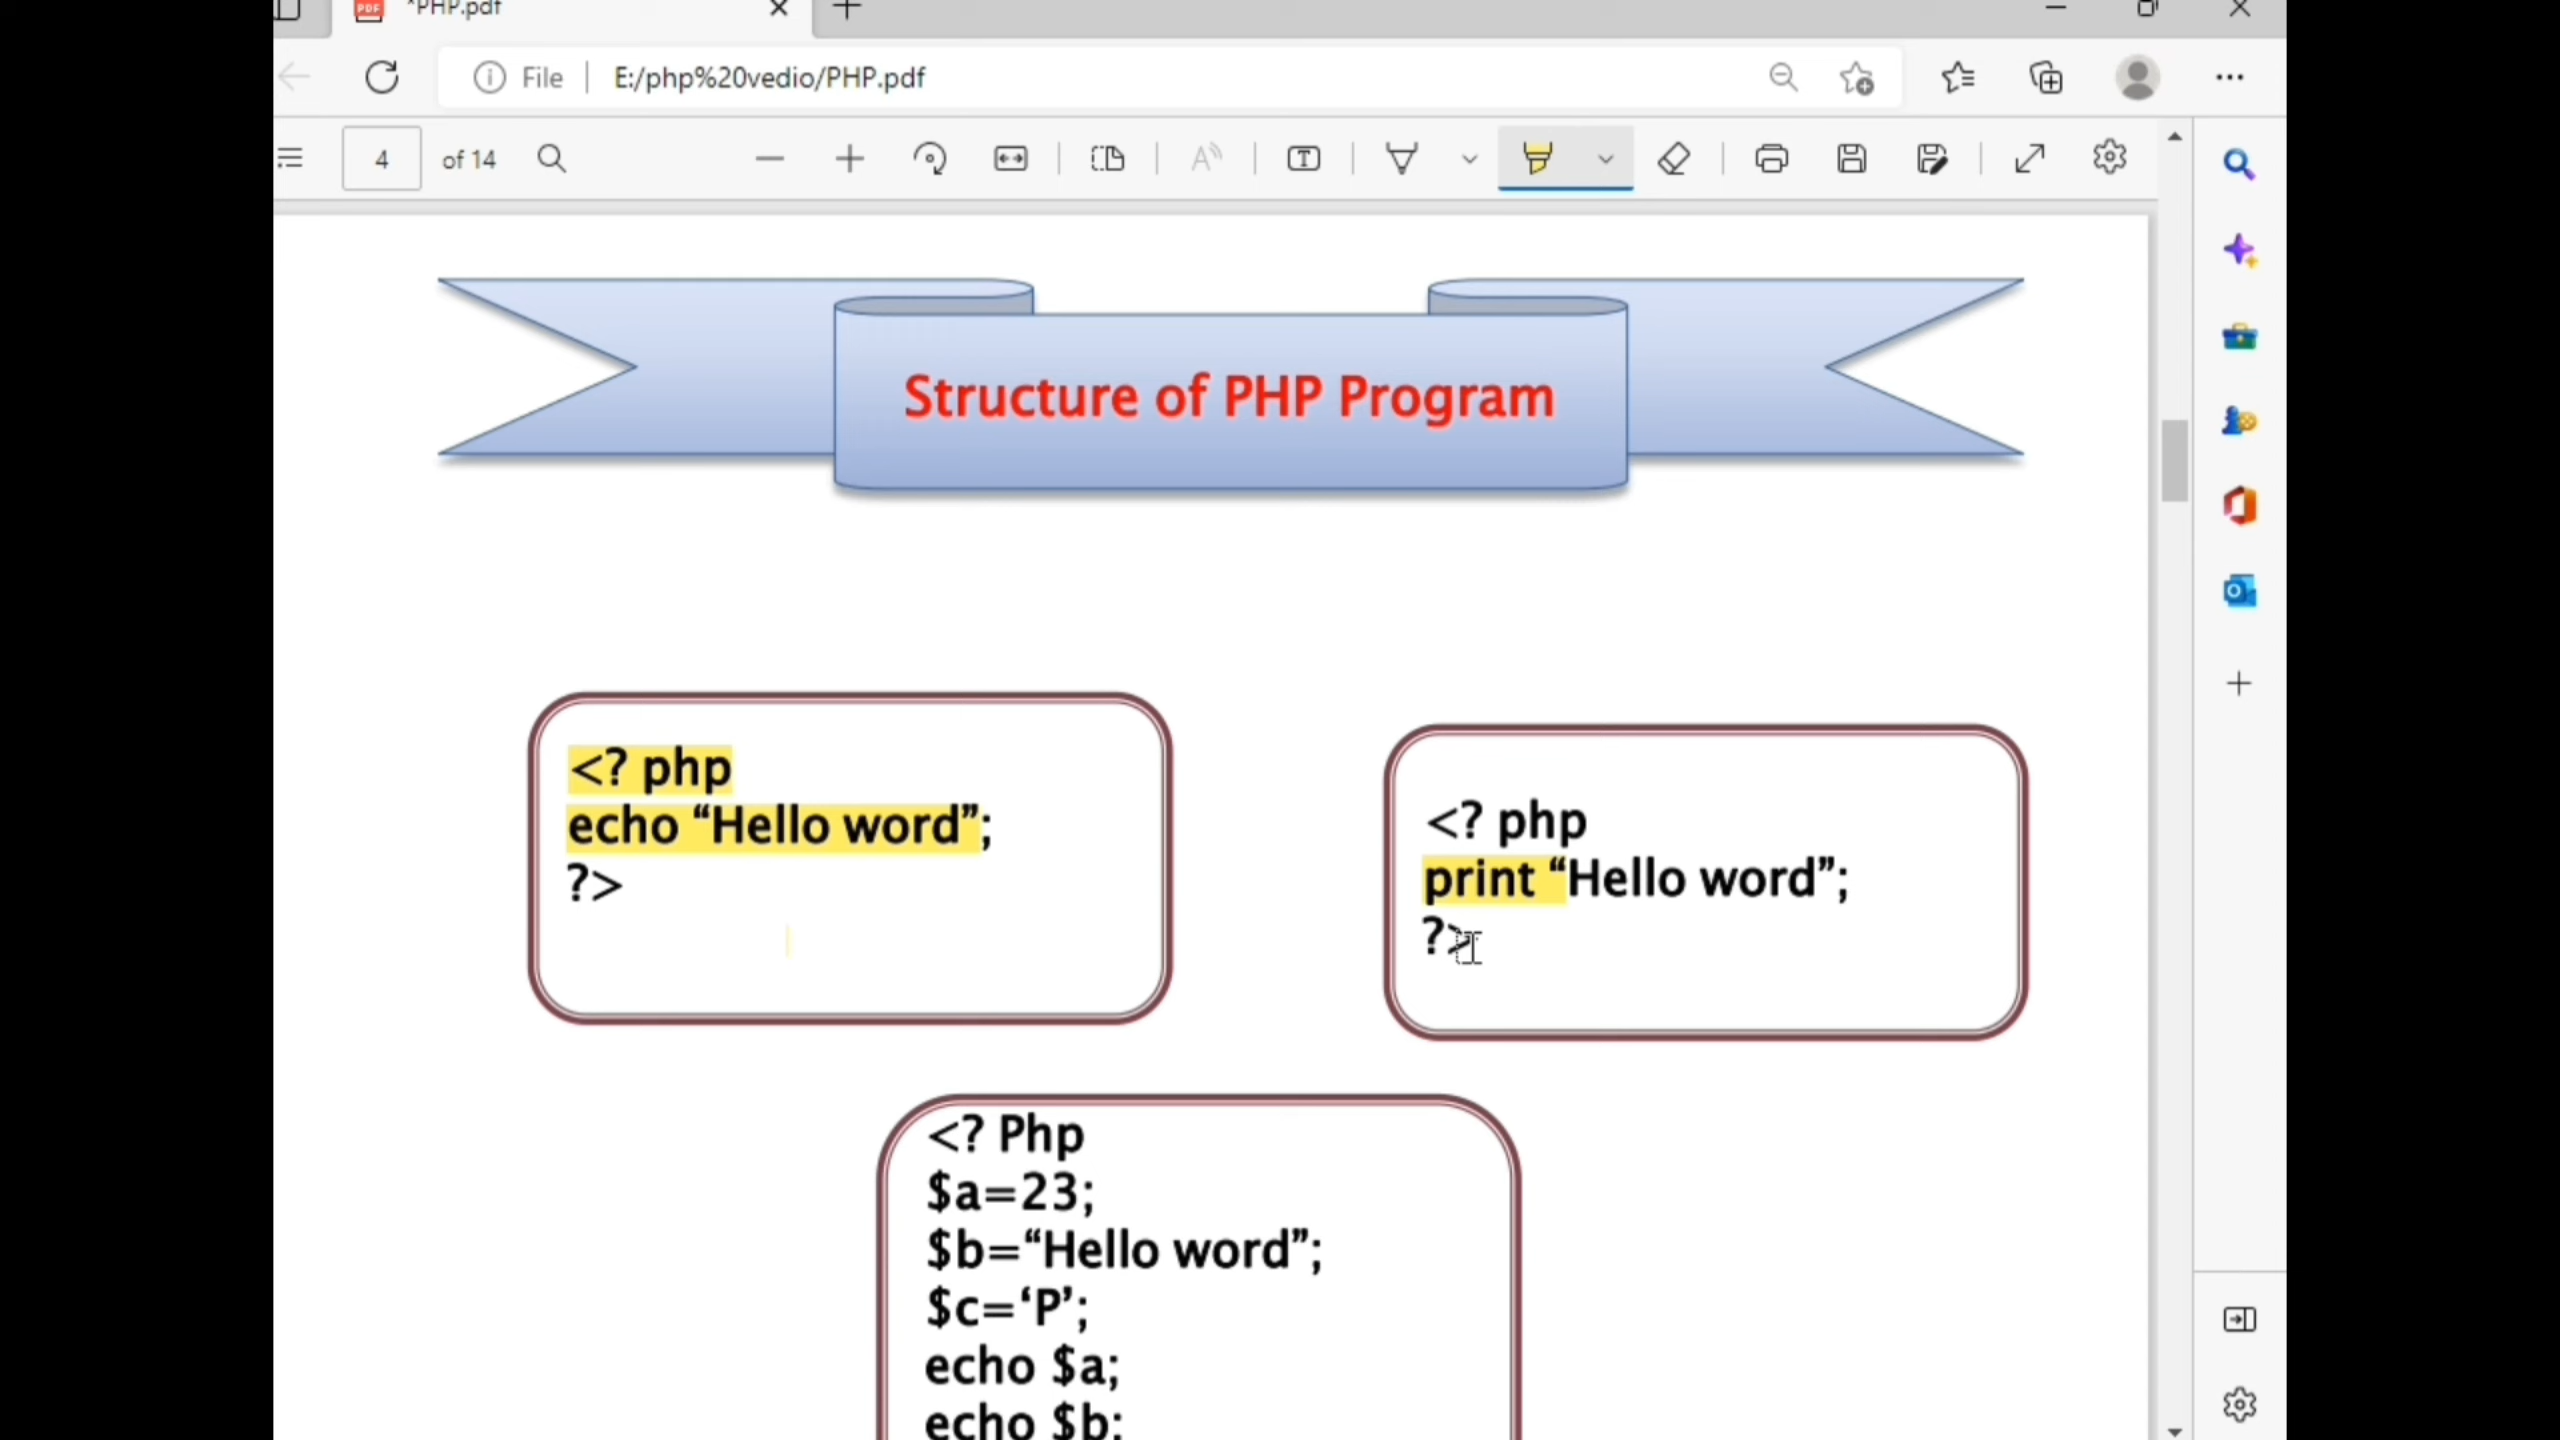 PDF *PHP.pdf
File E:/php%20vedio/PHP.pdf
4 of 14
Structure of PHP Program
<? php
echo “Hello word”;
?>
<? php
print “Hello word”;
?>
<? Php
$a=23;
$b=“Hello word”;
$c=‘P’;
echo $a;
echo $b;